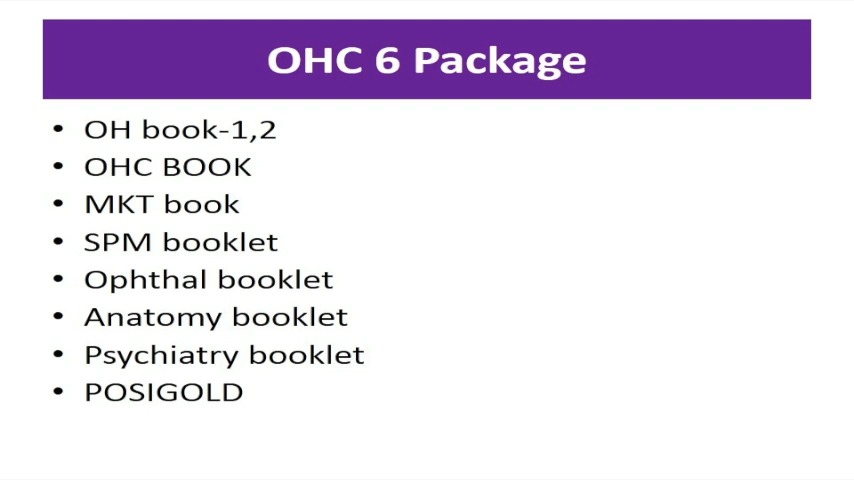 OHC 6 Package
• OH book-1,2
• OHC BOOK
• MKT book
• SPM booklet
• Ophthal booklet
• Anatomy booklet
• Psychiatry booklet
• POSIGOLD